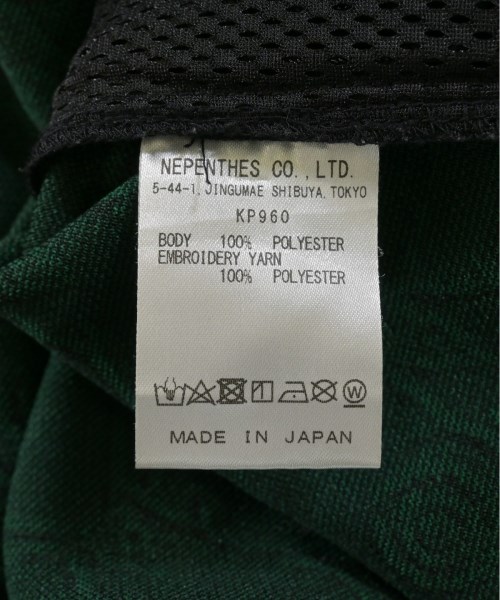 NEPENTHES CO., LTD.
5-44-1, JINGUMAE SHIBUYA, TOKYO
KP960
BODY 100% POLYESTER
EMBROIDERY YARN
100% POLYESTER
W
MADE IN JAPAN